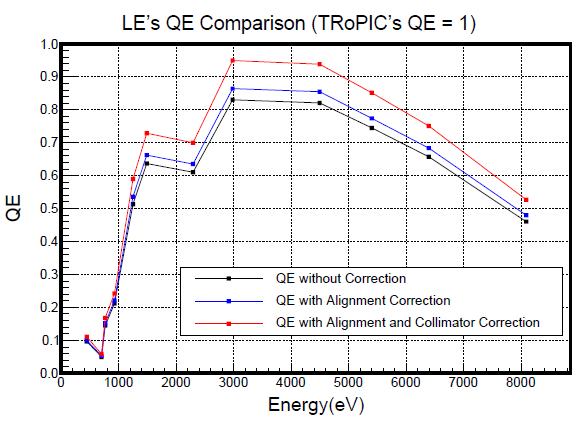 LE's QE Comparison (TRoPIC's QE = 1)
1.0
0.9
0.8
0.7
0.6
0.5
0.4
0.3
0.2
0.1
0.0
QE
QE without Correction
QE with Alignment Correction
QE with Alignment and Collimator Correction
0 1000 2000 3000 4000 5000 6000 7000 8000
Energy(eV)